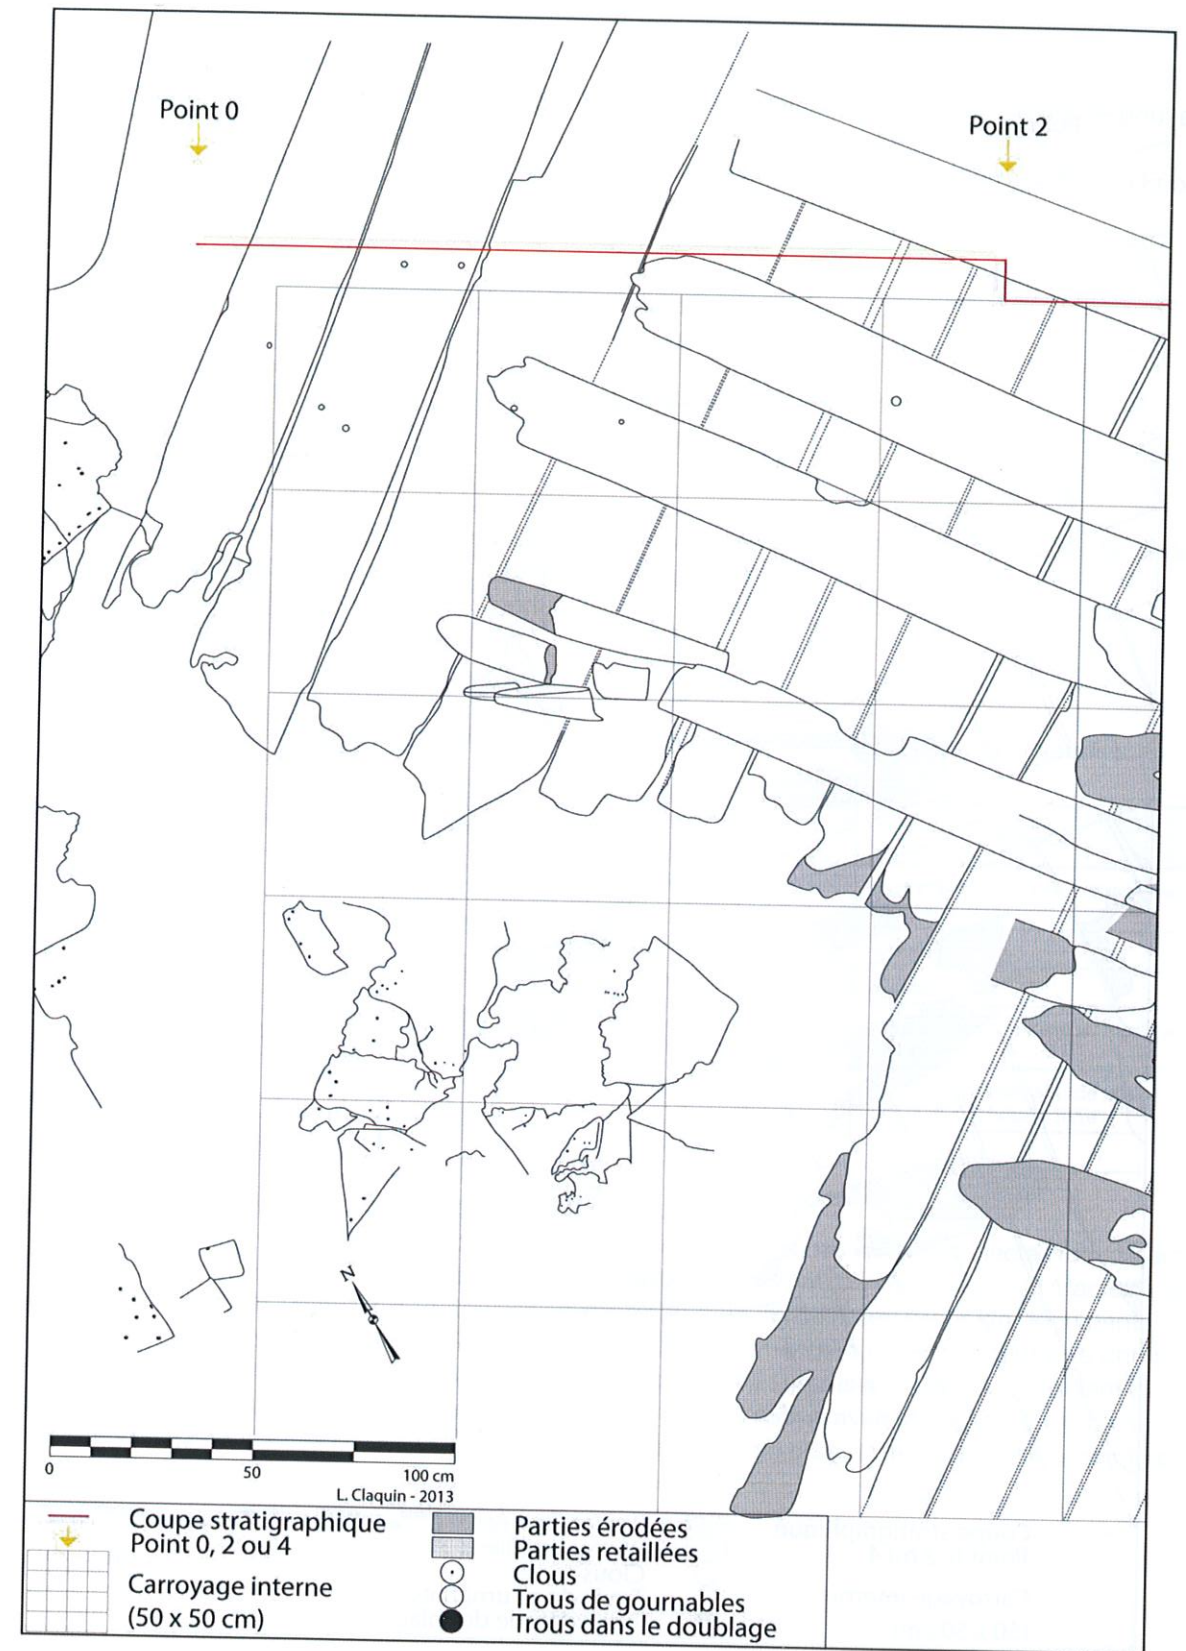 Point 0
Point 2
N
0
50
100 cm
L. Claquin - 2013
Coupe stratigraphique
Point 0, 2 ou 4
Carroyage interne
(50 x 50 cm)
Parties érodées
Parties retaillées
Clous
Trous de gournables
Trous dans le doublage